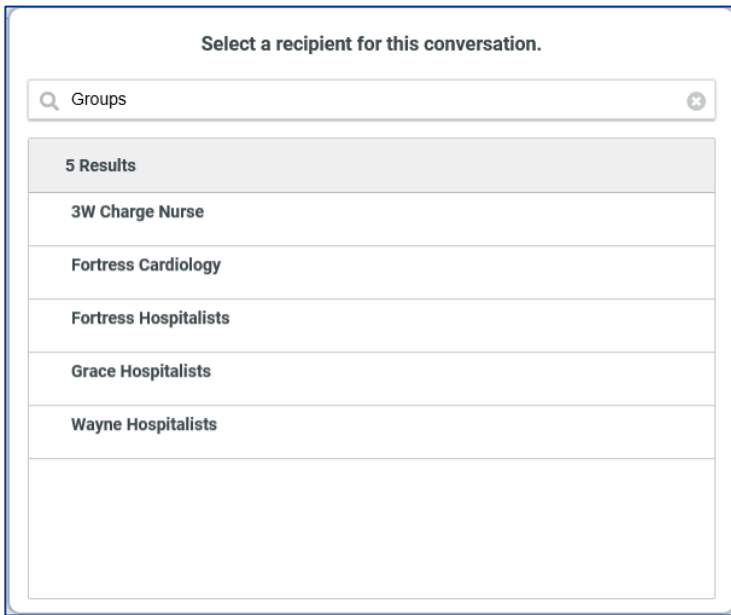 Select a recipient for this conversation.
Groups
5 Results
3W Charge Nurse
Fortress Cardiology
Fortress Hospitalists
Grace Hospitalists
Wayne Hospitalists